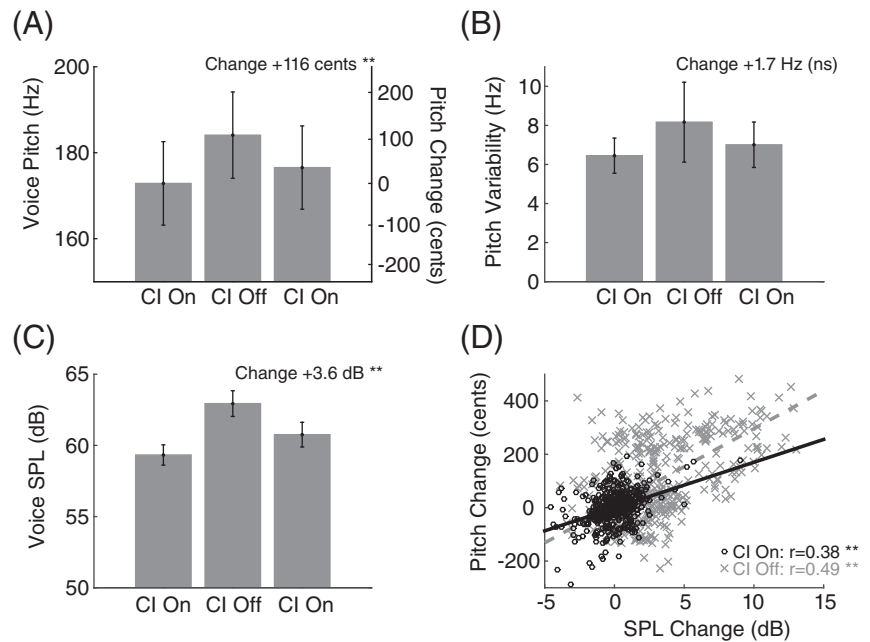 (A)
Change +116 cents **
Voice Pitch (Hz)
200
180
160
Pitch Change (cents)
200
100
0
-100
-200
CI On CI Off CI On
(B)
Change +1.7 Hz (ns)
Pitch Variability (Hz)
10
8
6
4
2
0
CI On CI Off CI On
(C)
Change +3.6 dB **
Voice SPL (dB)
65
60
55
50
CI On CI Off CI On
(D)
Pitch Change (cents)
400
200
0
-200
CI On: r=0.38 **
CI Off: r=0.49 **
-5 0 5 10 15
SPL Change (dB)